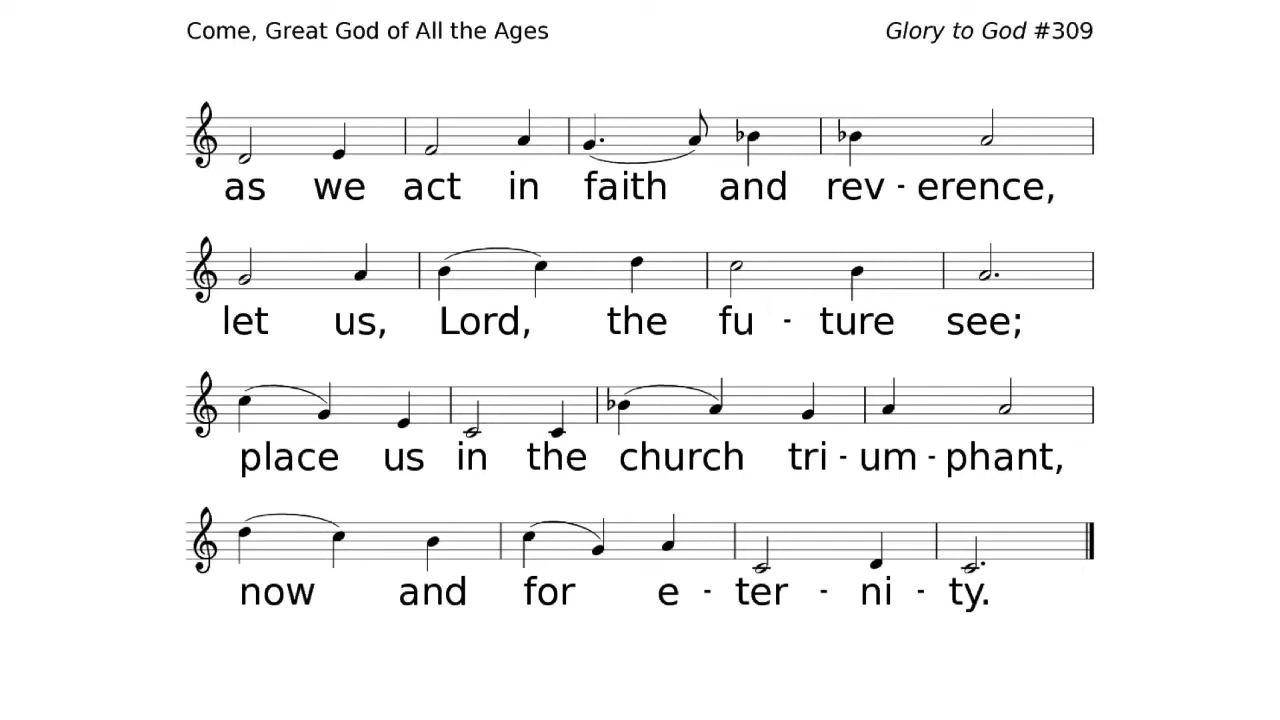 Come, Great God of All the Ages
Glory to God #309
as we act in faith and rev - erence,
let us, Lord, the fu - ture see;
place us in the church tri - um - phant,
now and for e - ter - ni - ty.